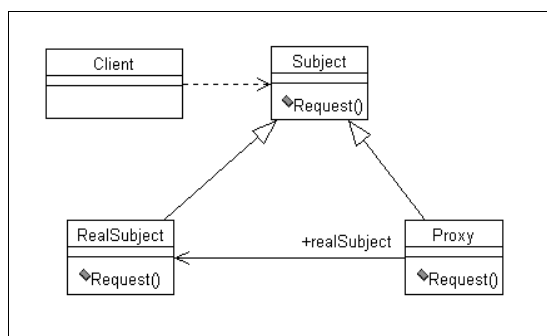 Client
Subject
Request()
RealSubject
Request()
+realSubject
Proxy
Request()